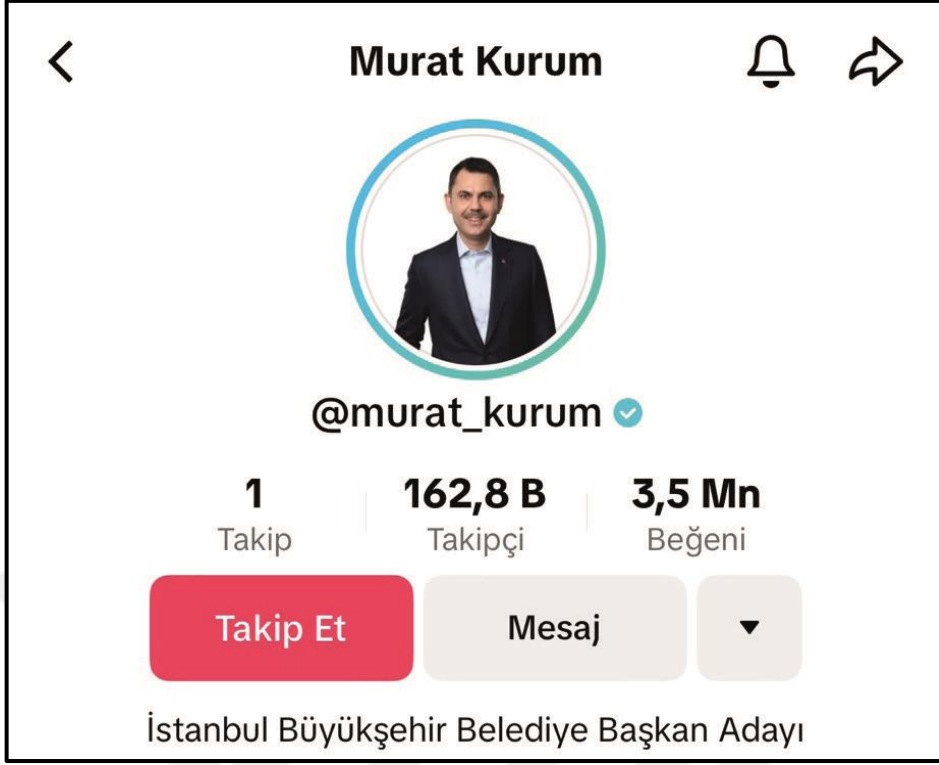 Murat Kurum
@murat_kurum
1 162,8 B 3,5 Mn
Takip Takipçi Beğeni
Takip Et Mesaj
İstanbul Büyükşehir Belediye Başkan Adayı